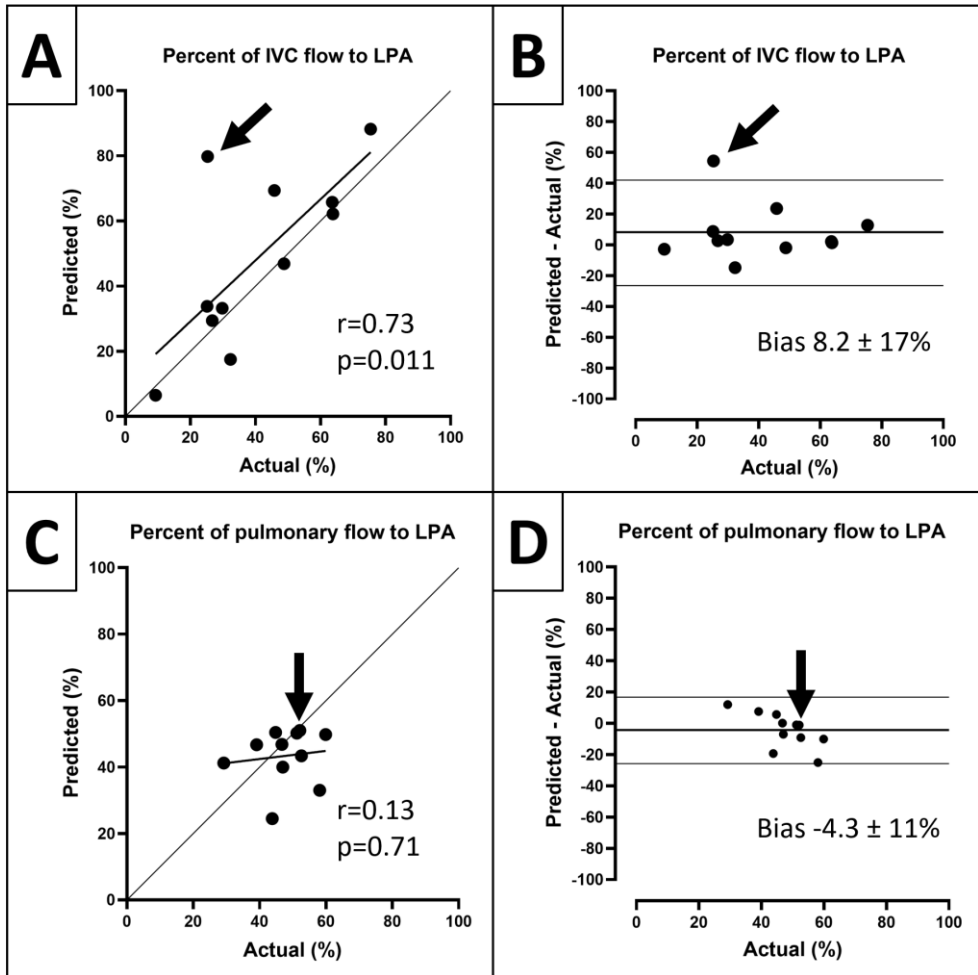 A
Percent of IVC flow to LPA
Predicted (%)
100
80
60
40
20
0
r=0.73
p=0.011
0 20 40 60 80 100
Actual (%)
B
Percent of IVC flow to LPA
Predicted - Actual (%)
100
80
60
40
20
0
-20
-40
-60
-80
-100
Bias 8.2 ± 17%
0 20 40 60 80 100
Actual (%)
C
Percent of pulmonary flow to LPA
Predicted (%)
100
80
60
40
20
0
r=0.13
p=0.71
0 20 40 60 80 100
Actual (%)
D
Percent of pulmonary flow to LPA
Predicted - Actual (%)
100
80
60
40
20
0
-20
-40
-60
-80
-100
Bias -4.3 ± 11%
0 20 40 60 80 100
Actual (%)